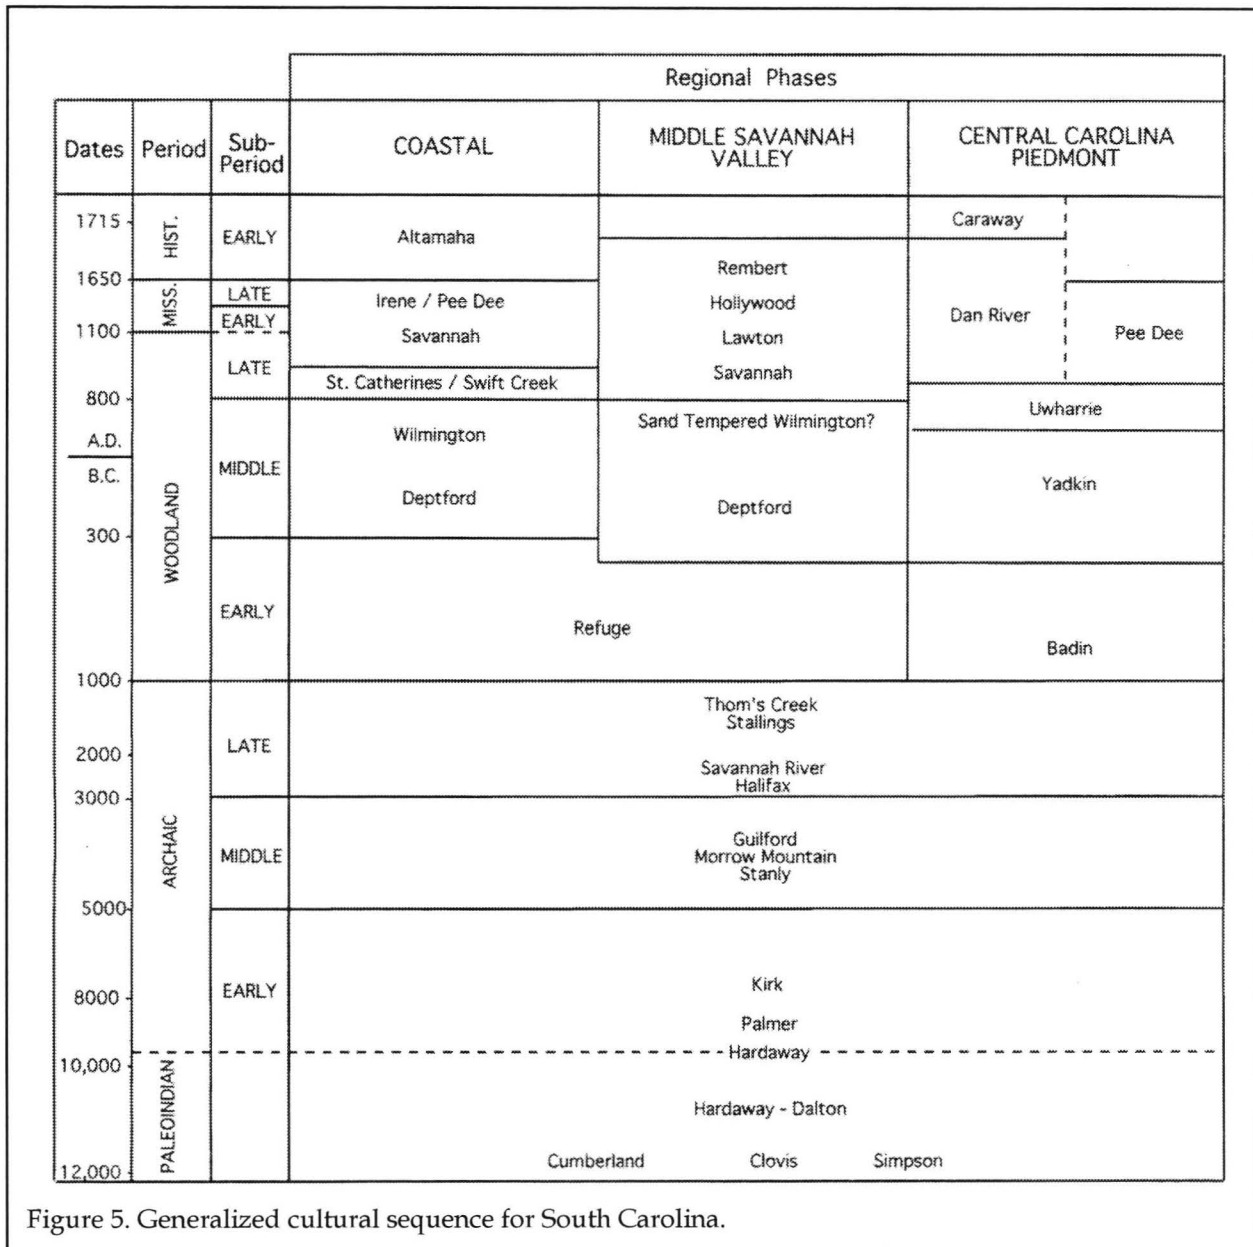 Regional Phases
Dates
Period
Sub-
Period
COASTAL
MIDDLE SAVANNAH
VALLEY
CENTRAL CAROLINA
PIEDMONT
1715
HIST.
EARLY
Altamaha
Caraway
1650
MISS.
LATE
EARLY
Irene / Pee Dee
Savannah
Rembert
Hollywood
Lawton
Savannah
Dan River
Pee Dee
1100
WOODLAND
LATE
St. Catherines / Swift Creek
800
A.D.
B.C.
MIDDLE
Wilmington
Deptford
Sand Tempered Wilmington?
Deptford
Uwharrie
Yadkin
300
EARLY
Refuge
Badin
1000
ARCHAIC
LATE
Thom's Creek
Stallings
2000
Savannah River
Halifax
3000
MIDDLE
Guilford
Morrow Mountain
Stanly
5000
EARLY
Kirk
8000
Palmer
Hardaway
10,000
PALEOINDIAN
Hardaway - Dalton
Cumberland Clovis Simpson
12,000
Figure 5. Generalized cultural sequence for South Carolina.